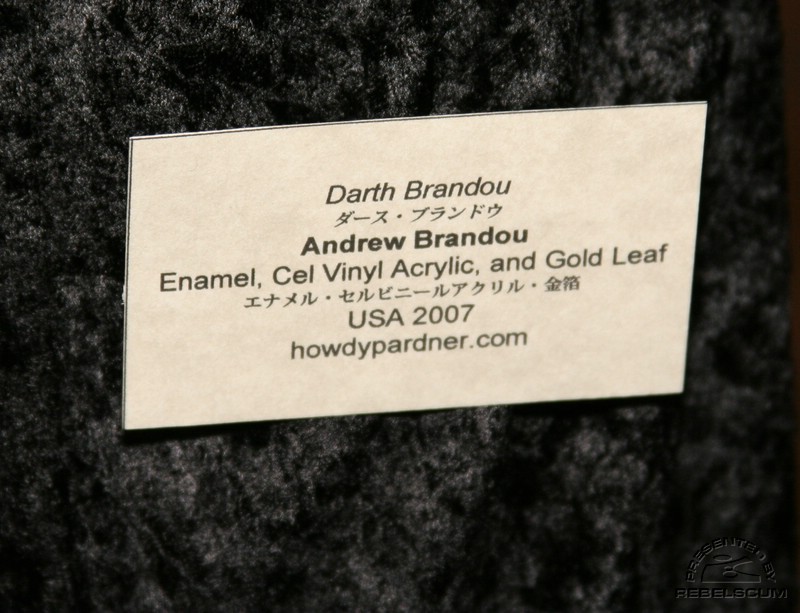 Darth Brandou
ダース・ブランドウ
Andrew Brandou
Enamel, Cel Vinyl Acrylic, and Gold Leaf
エナメル・セルビニールアクリル・金箔
USA 2007
howdypardner.com
PRESENTED BY
REBELSCUM